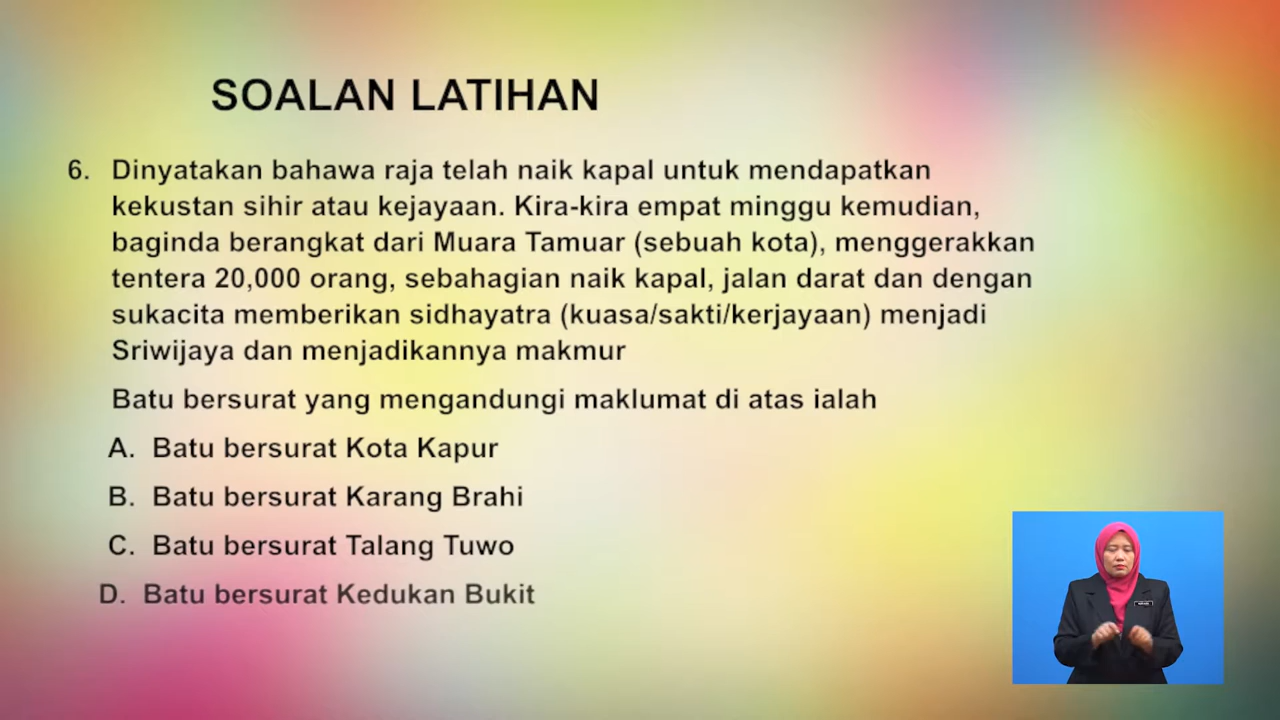 SOALAN LATIHAN
6. Dinyatakan bahawa raja telah naik kapal untuk mendapatkan
kekustan sihir atau kejayaan. Kira-kira empat minggu kemudian,
baginda berangkat dari Muara Tamuar (sebuah kota), menggerakkan
tentera 20,000 orang, sebahagian naik kapal, jalan darat dan dengan
sukacita memberikan sidhayatra (kuasa/sakti/kerjayaan) menjadi
Sriwijaya dan menjadikannya makmur
Batu bersurat yang mengandungi maklumat di atas ialah
A. Batu bersurat Kota Kapur
B. Batu bersurat Karang Brahi
C. Batu bersurat Talang Tuwo
D. Batu bersurat Kedukan Bukit